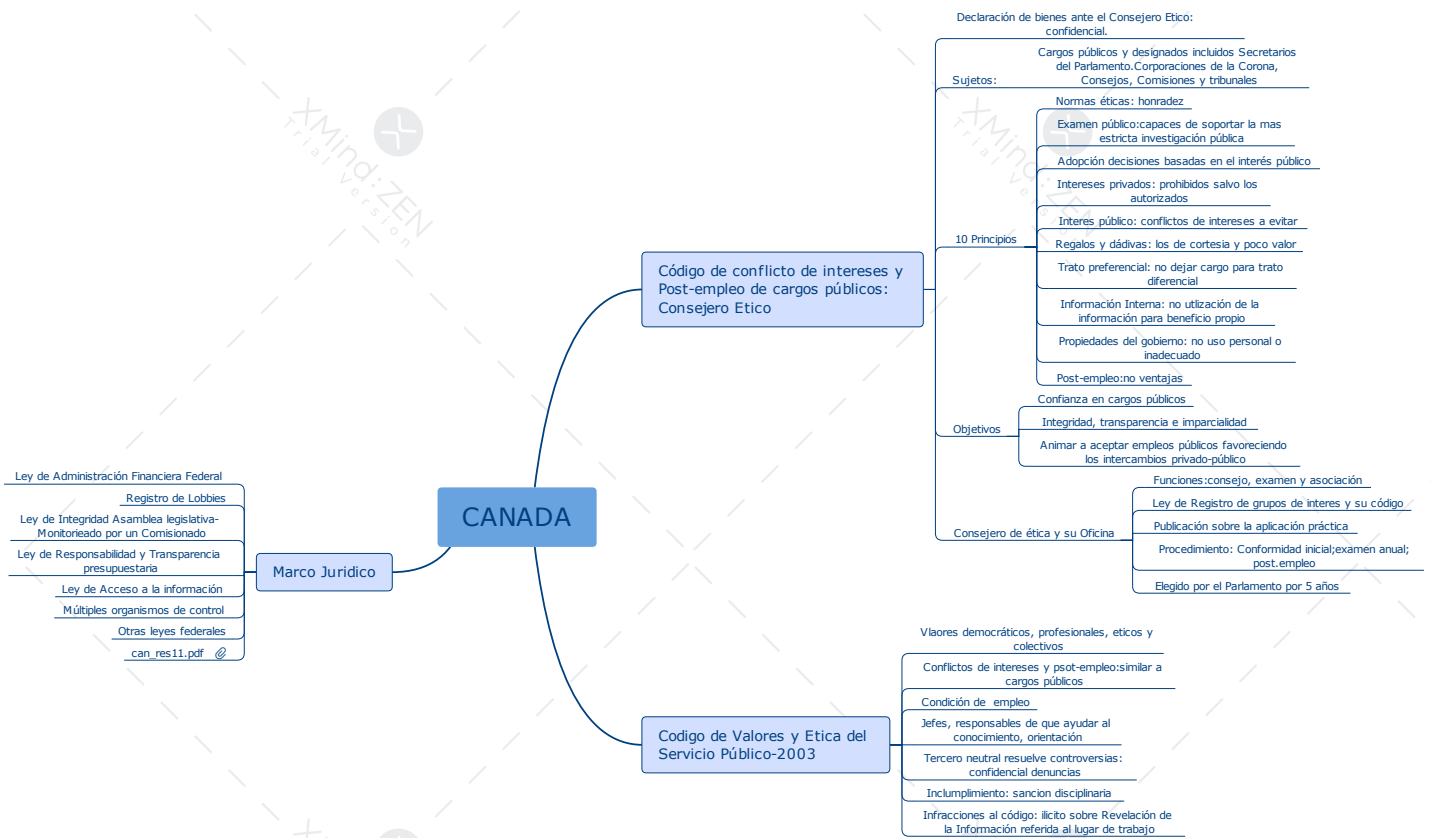 CANADA
Código de conflicto de intereses y
Post-empleo de cargos públicos:
Consejero Etico
Declaración de bienes ante el Consejero Etico:
confidencial.
Sujetos:
Cargos públicos y designados incluidos Secretarios
del Parlamento.Corporaciones de la Corona,
Consejos, Comisiones y tribunales
10 Principios
Normas éticas: honradez
Examen público:capaces de soportar la mas
estricta investigación pública
Adopción decisiones basadas en el interés público
Intereses privados: prohibidos salvo los
autorizados
Interes público: conflictos de intereses a evitar
Regalos y dádivas: los de cortesia y poco valor
Trato preferencial: no dejar cargo para trato
diferencial
Información Interna: no utlización de la
información para beneficio propio
Propiedades del gobierno: no uso personal o
inadecuado
Post-empleo:no ventajas
Objetivos
Confianza en cargos públicos
Integridad, transparencia e imparcialidad
Animar a aceptar empleos públicos favoreciendo
los intercambios privado-público
Consejero de ética y su Oficina
Funciones:consejo, examen y asociación
Ley de Registro de grupos de interes y su código
Publicación sobre la aplicación práctica
Procedimiento: Conformidad inicial;examen anual;
post.empleo
Elegido por el Parlamento por 5 años
Codigo de Valores y Etica del
Servicio Público-2003
Vlaores democráticos, profesionales, eticos y
colectivos
Conflictos de intereses y psot-empleo:similar a
cargos públicos
Condición de  empleo
Jefes, responsables de que ayudar al
conocimiento, orientación
Tercero neutral resuelve controversias:
confidencial denuncias
Inclumplimiento: sancion disciplinaria
Infracciones al código: ilicito sobre Revelación de
la Información referida al lugar de trabajo
Marco Juridico
Ley de Administración Financiera Federal
Registro de Lobbies
Ley de Integridad Asamblea legislativa-
Monitorieado por un Comisionado
Ley de Responsabilidad y Transparencia
presupuestaria
Ley de Acceso a la información
Múltiples organismos de control
Otras leyes federales
can_res11.pdf
XMind:ZEN
Trial Version
XMind:ZEN
Trial Version